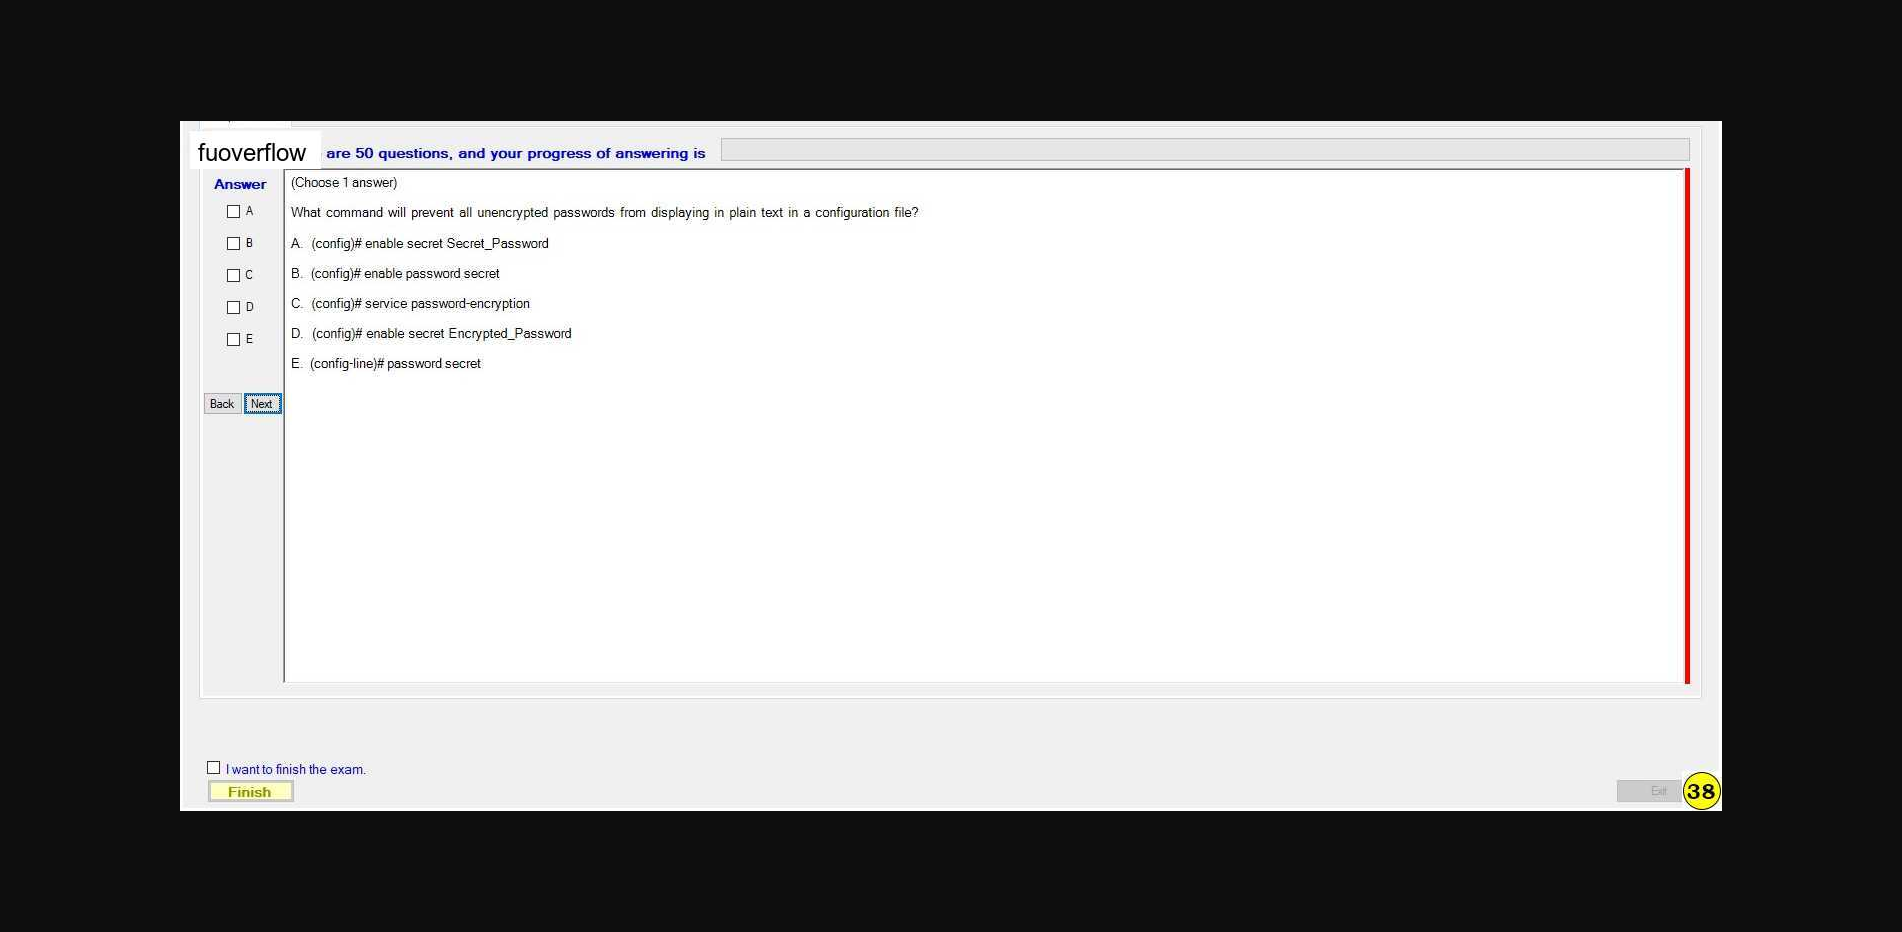 fuoverflow are 50 questions, and your progress of answering is
Answer
A
B
C
D
E
Back Next
(Choose 1 answer)
What command will prevent all unencrypted passwords from displaying in plain text in a configuration file?
A. (config)# enable secret Secret_Password
B. (config)# enable password secret
C. (config)# service password-encryption
D. (config)# enable secret Encrypted_Password
E. (config-line)# password secret
I want to finish the exam.
Finish
Exit
38